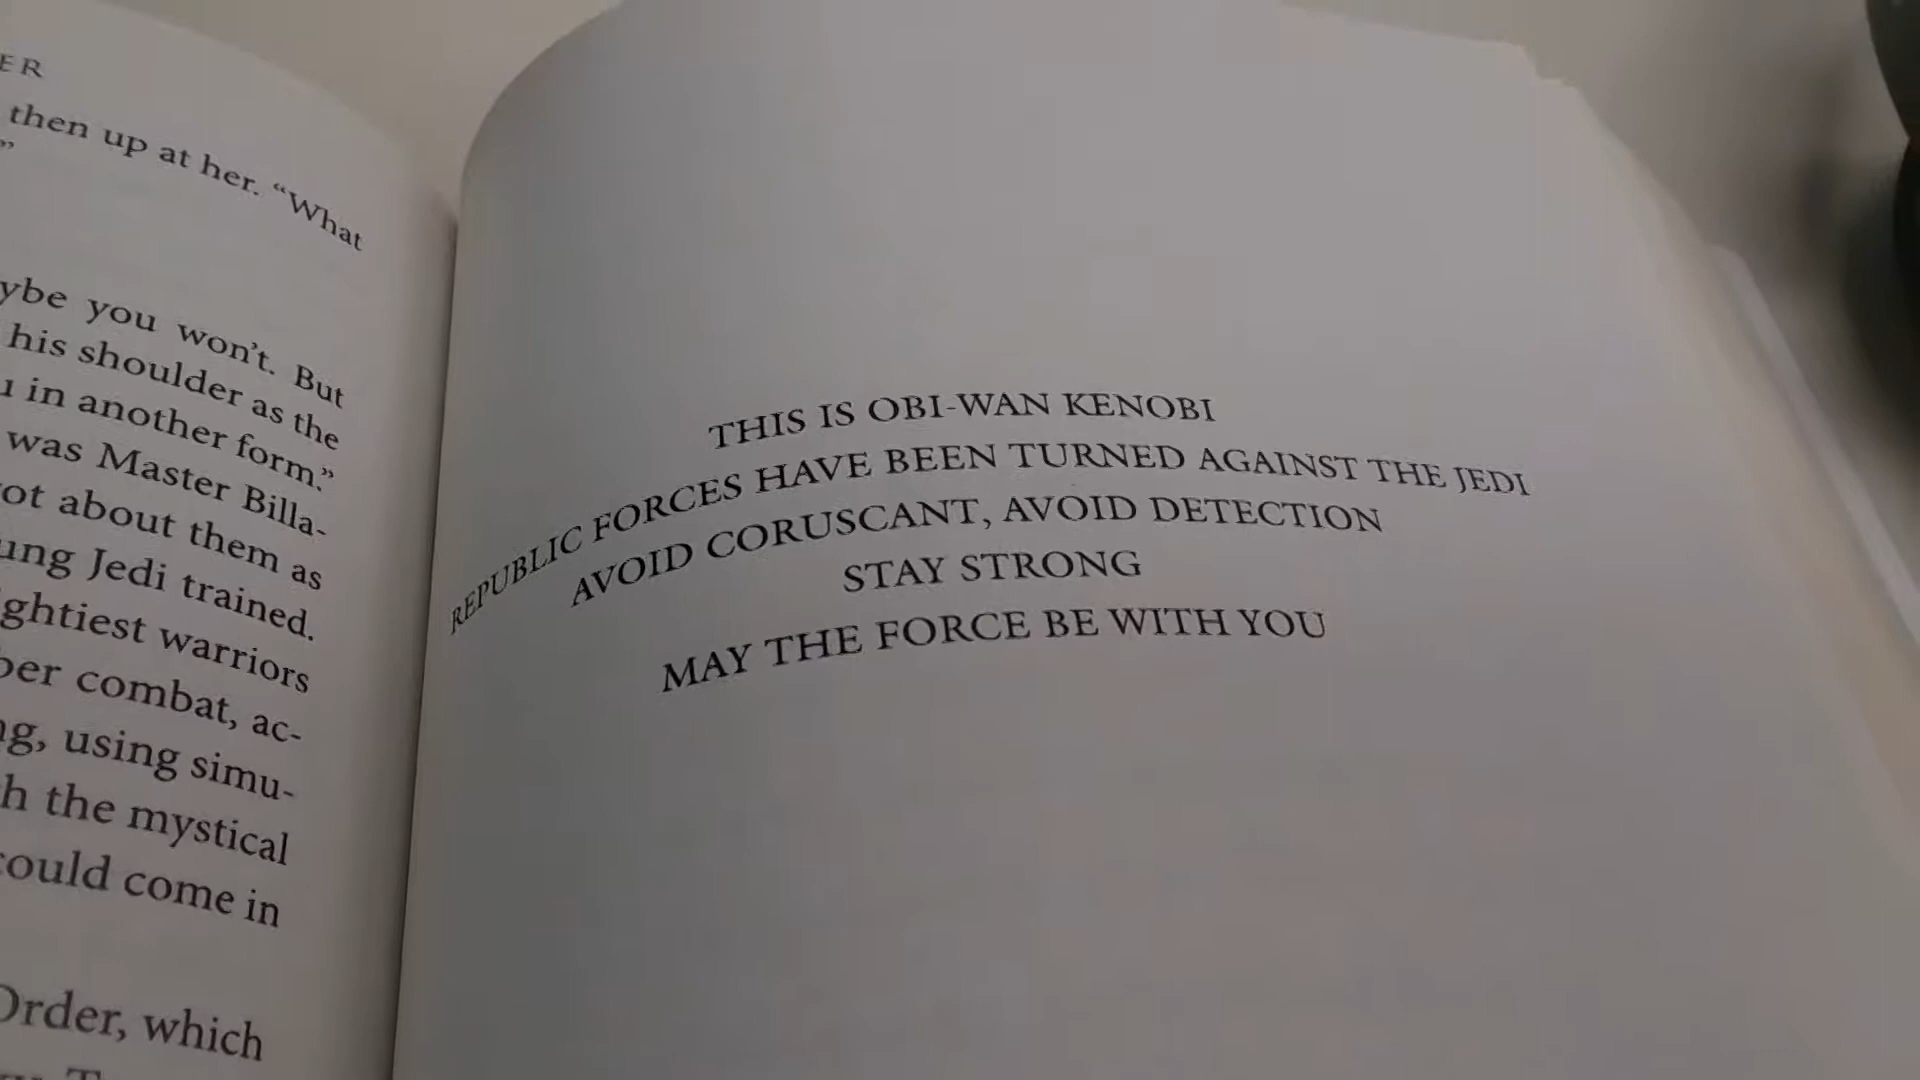 ER
then up at her. “What
”
ybe you won’t. But
his shoulder as the
in another form.”
was Master Billa-
ot about them as
ung Jedi trained.
ghtiest warriors
ber combat, ac-
ng, using simu-
h the mystical
could come in
Order, which
THIS IS OBI-WAN KENOBI
REPUBLIC FORCES HAVE BEEN TURNED AGAINST THE JEDI
AVOID CORUSCANT, AVOID DETECTION
STAY STRONG
MAY THE FORCE BE WITH YOU